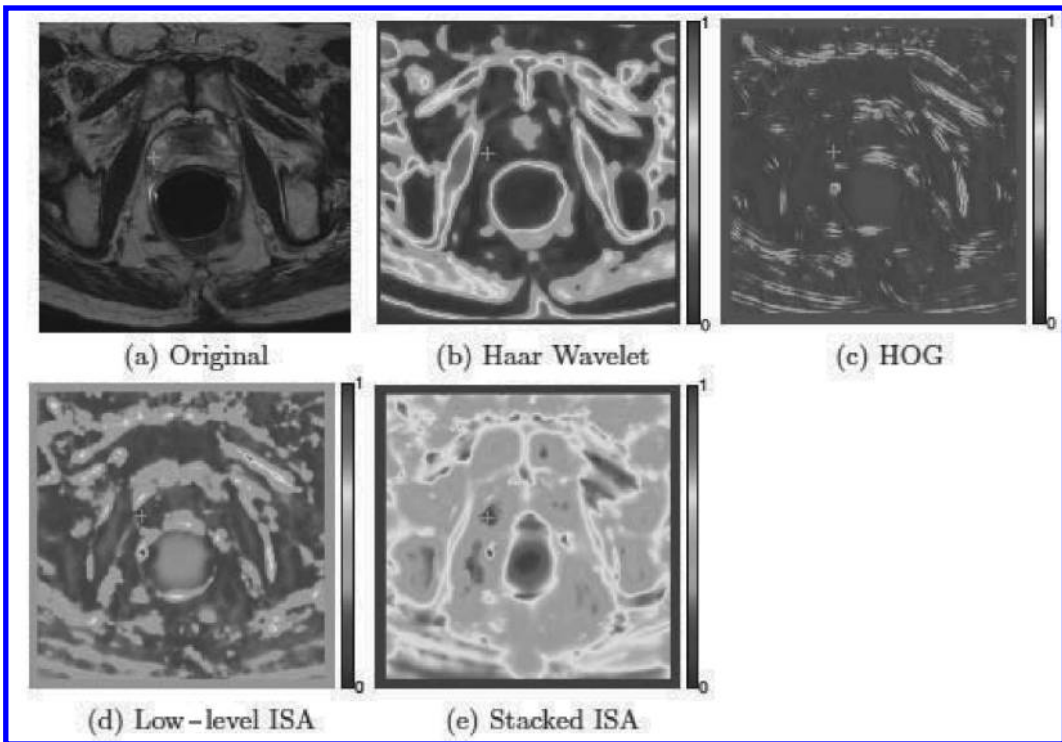 1
1
0
0
(a) Original
(b) Haar Wavelet
(c) HOG
1
1
0
0
(d) Low-level ISA
(e) Stacked ISA